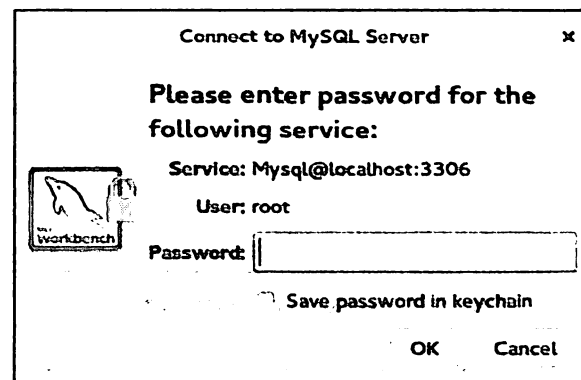 Connect to MySQL Server ×
Please enter password for the
following service:
Service: Mysql@localhost:3306
User: root
Workbench
Password:
Save password in keychain
OK Cancel